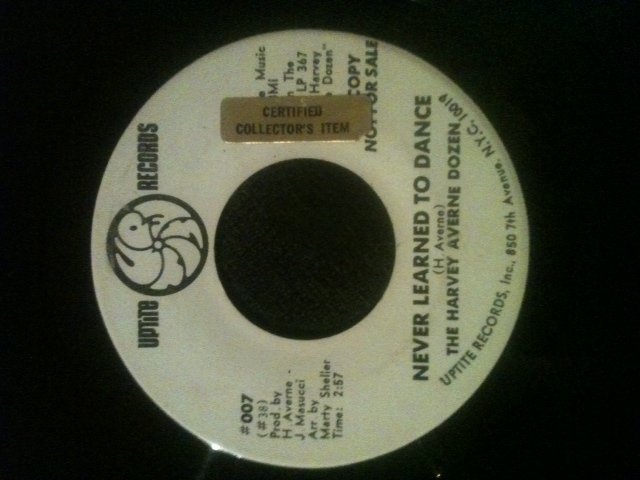 UPTITE RECORDS
#007
(#38)
Prod. by
H. Averne -
J. Masucci
Arr. by
Marty Sheller
Time: 2:57
Music
BMI
The
LP 367
Harvey
Dozen"
COPY
NOT FOR SALE
CERTIFIED
COLLECTOR'S ITEM
NEVER LEARNED TO DANCE
(H. Averne)
THE HARVEY AVERNE DOZEN
UPTITE RECORDS, Inc., 850 7th Avenue, N.Y.C. 10019